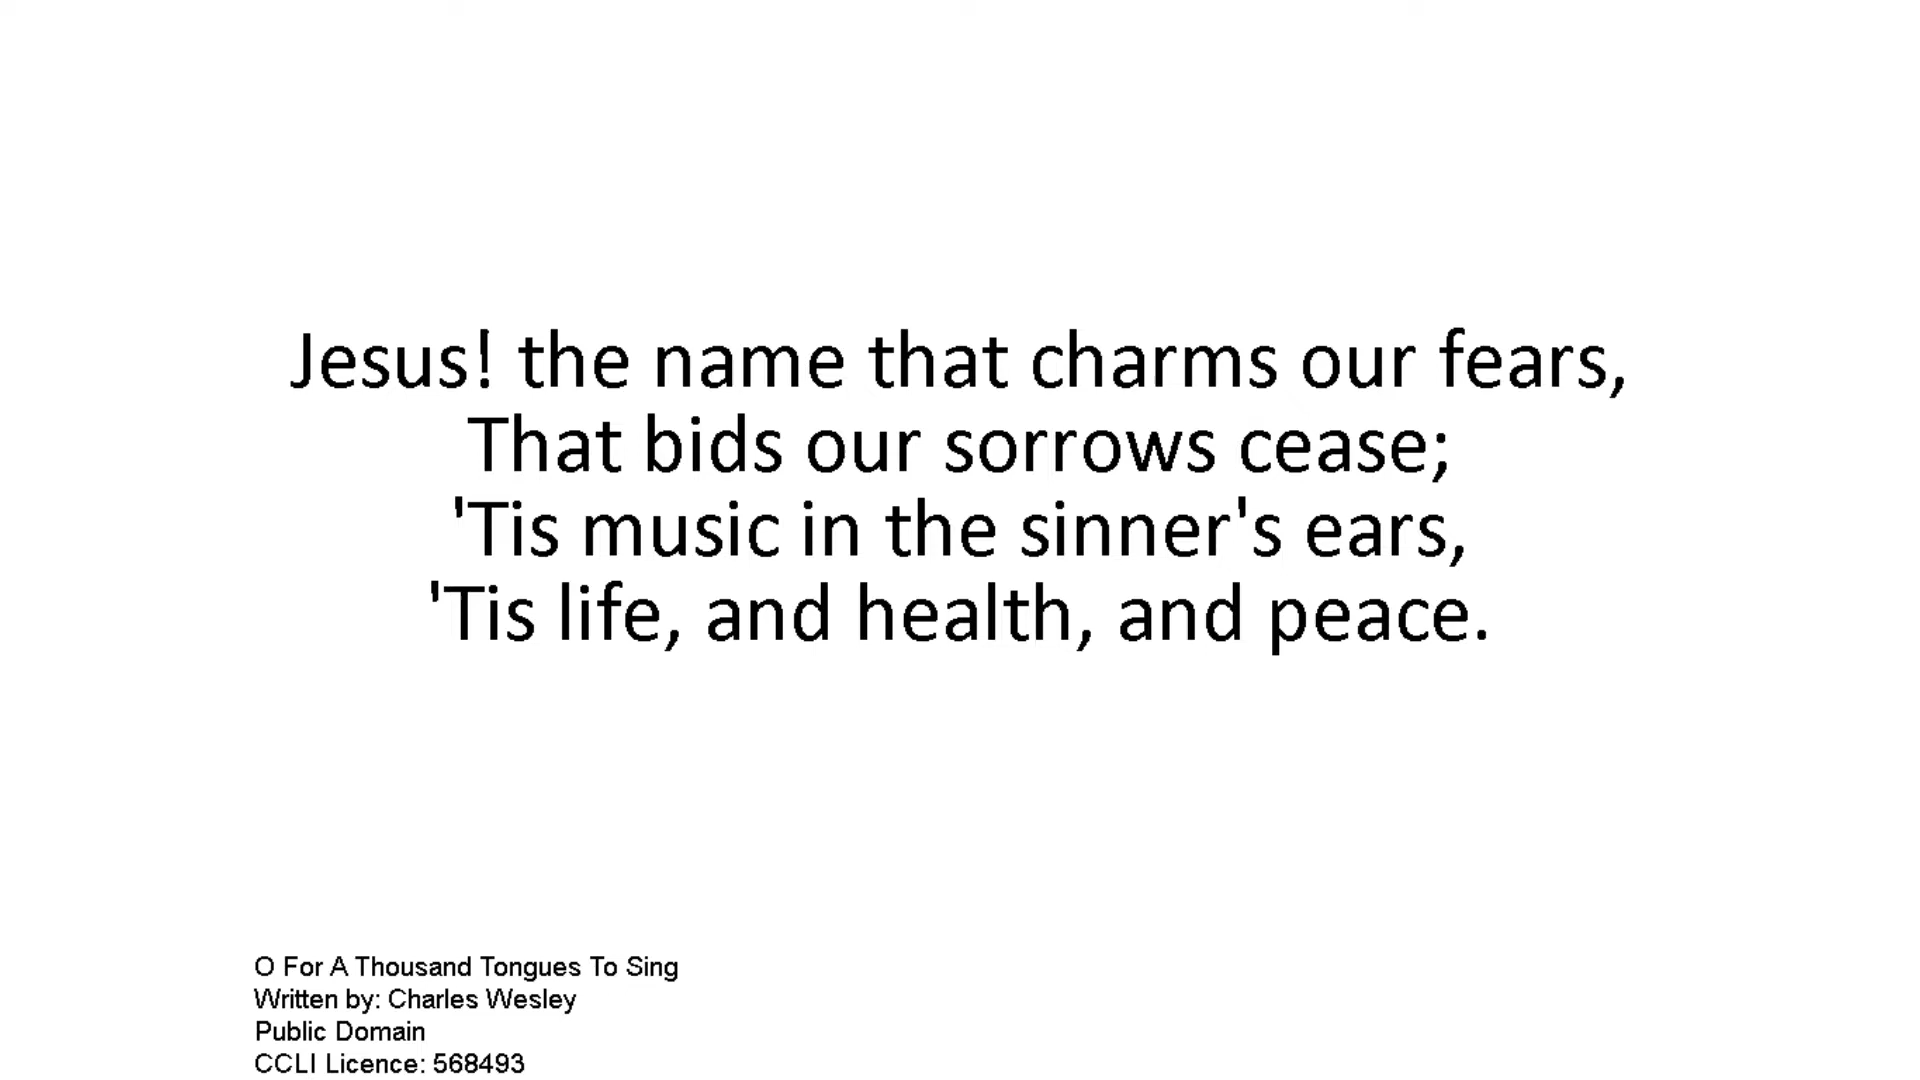 Jesus! the name that charms our fears,
That bids our sorrows cease;
'Tis music in the sinner's ears,
'Tis life, and health, and peace.
O For A Thousand Tongues To Sing
Written by: Charles Wesley
Public Domain
CCLI Licence: 568493